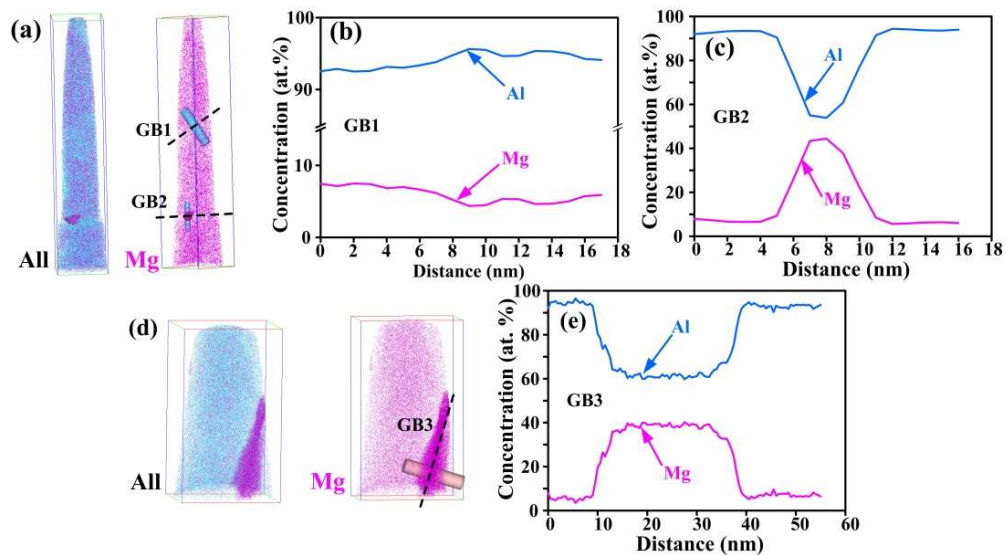 (a)
GB1
GB2
All
Mg
(b)
Concentration (at.%)
90
10
5
0
Al
GB1
Mg
0 2 4 6 8 10 12 14 16 18
Distance (nm)
(c)
Concentration (at.%)
100
80
60
40
20
0
Al
GB2
Mg
0 2 4 6 8 10 12 14 16 18
Distance (nm)
(d)
All
GB3
Mg
(e)
Concentration (at. %)
100
80
60
40
20
0
Al
GB3
Mg
0 10 20 30 40 50 60
Distance (nm)